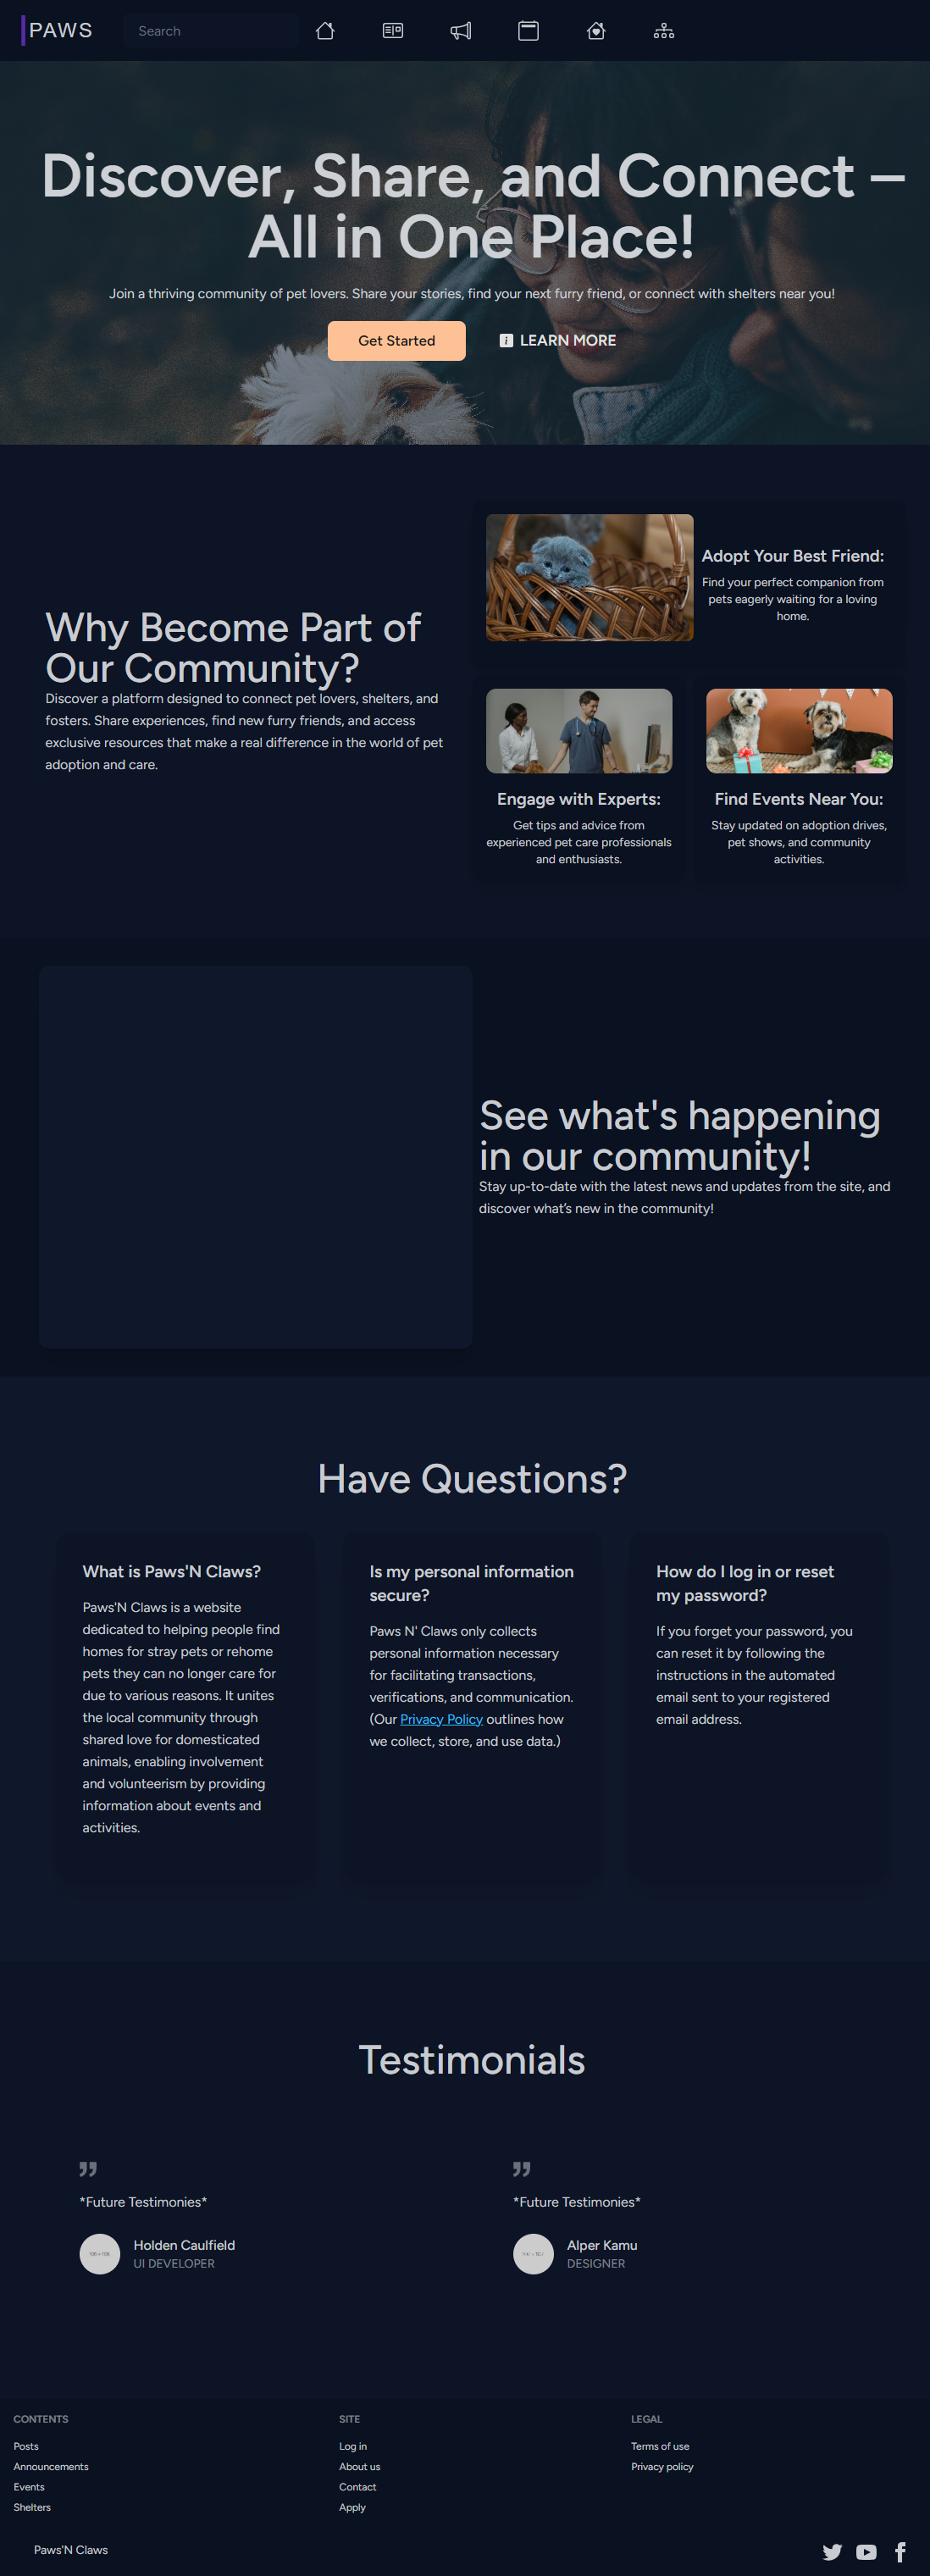 PAWS
Search
Discover, Share, and Connect –
All in One Place!
Join a thriving community of pet lovers. Share your stories, find your next furry friend, or connect with shelters near you!
Get Started
LEARN MORE
Why Become Part of
Our Community?
Discover a platform designed to connect pet lovers, shelters, and
fosters. Share experiences, find new furry friends, and access
exclusive resources that make a real difference in the world of pet
adoption and care.
Adopt Your Best Friend:
Find your perfect companion from
pets eagerly waiting for a loving
home.
Engage with Experts:
Get tips and advice from
experienced pet care professionals
and enthusiasts.
Find Events Near You:
Stay updated on adoption drives,
pet shows, and community
activities.
See what's happening
in our community!
Stay up-to-date with the latest news and updates from the site, and
discover what’s new in the community!
Have Questions?
What is Paws'N Claws?
Paws'N Claws is a website
dedicated to helping people find
homes for stray pets or rehome
pets they can no longer care for
due to various reasons. It unites
the local community through
shared love for domesticated
animals, enabling involvement
and volunteerism by providing
information about events and
activities.
Is my personal information
secure?
Paws N' Claws only collects
personal information necessary
for facilitating transactions,
verifications, and communication.
(Our Privacy Policy outlines how
we collect, store, and use data.)
How do I log in or reset
my password?
If you forget your password, you
can reset it by following the
instructions in the automated
email sent to your registered
email address.
Testimonials
*Future Testimonies*
Holden Caulfield
UI DEVELOPER
*Future Testimonies*
Alper Kamu
DESIGNER
CONTENTS
Posts
Announcements
Events
Shelters
SITE
Log in
About us
Contact
Apply
LEGAL
Terms of use
Privacy policy
Paws'N Claws